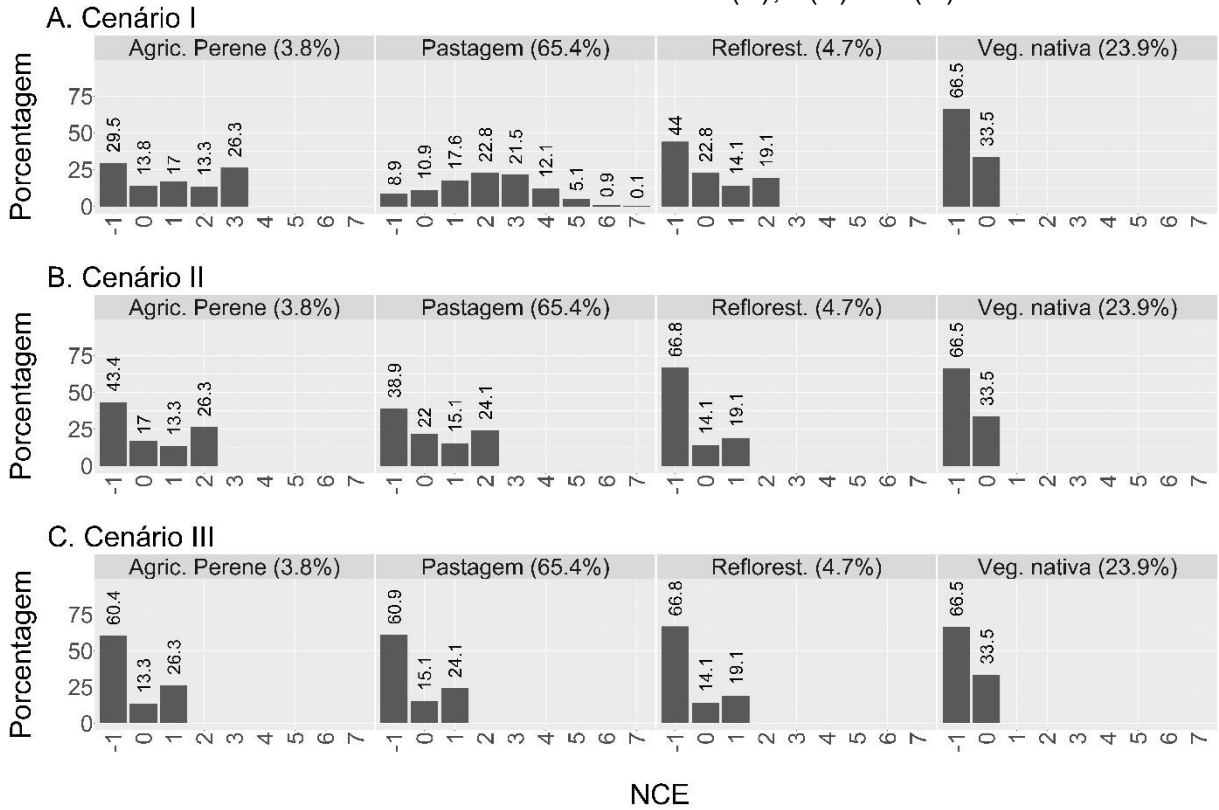 A. Cenário I
Agric. Perene (3.8%) Pastagem (65.4%) Reflorest. (4.7%) Veg. nativa (23.9%)
Porcentagem
75
50
25
0
29.5 13.8 17 13.3 26.3
8.9 10.9 17.6 22.8 21.5 12.1 5.1 0.9 0.1
44 22.8 14.1 19.1
66.5 33.5
-1 0 1 2 3 4 5 6 7 -1 0 1 2 3 4 5 6 7 -1 0 1 2 3 4 5 6 7 -1 0 1 2 3 4 5 6 7
B. Cenário II
Agric. Perene (3.8%) Pastagem (65.4%) Reflorest. (4.7%) Veg. nativa (23.9%)
Porcentagem
75
50
25
0
43.4 17 13.3 26.3
38.9 22 15.1 24.1
66.8 14.1 19.1
66.5 33.5
-1 0 1 2 3 4 5 6 7 -1 0 1 2 3 4 5 6 7 -1 0 1 2 3 4 5 6 7 -1 0 1 2 3 4 5 6 7
C. Cenário III
Agric. Perene (3.8%) Pastagem (65.4%) Reflorest. (4.7%) Veg. nativa (23.9%)
Porcentagem
75
50
25
0
60.4 13.3 26.3
60.9 15.1 24.1
66.8 14.1 19.1
66.5 33.5
-1 0 1 2 3 4 5 6 7 -1 0 1 2 3 4 5 6 7 -1 0 1 2 3 4 5 6 7 -1 0 1 2 3 4 5 6 7
NCE